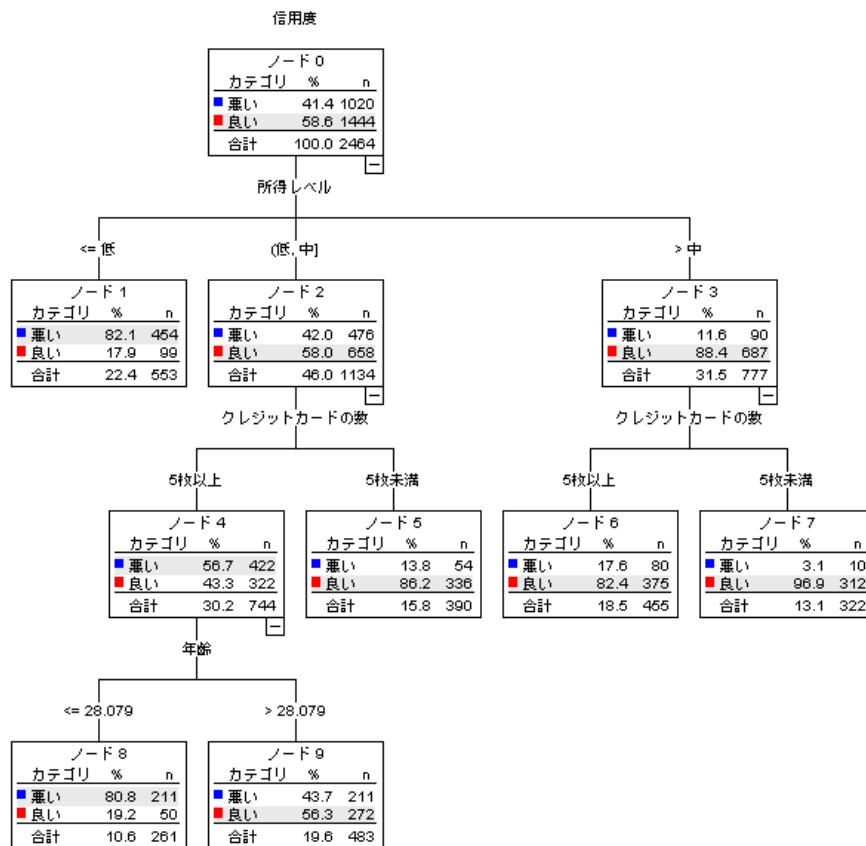 信用度
ノード 0
カテゴリ % n
悪い 41.4 1020
良い 58.6 1444
合計 100.0 2464
所得レベル
<= 低
(低, 中]
> 中
ノード 1
カテゴリ % n
悪い 82.1 454
良い 17.9 99
合計 22.4 553
ノード 2
カテゴリ % n
悪い 42.0 476
良い 58.0 658
合計 46.0 1134
ノード 3
カテゴリ % n
悪い 11.6 90
良い 88.4 687
合計 31.5 777
クレジットカードの数
クレジットカードの数
5枚以上
5枚未満
5枚以上
5枚未満
ノード 4
カテゴリ % n
悪い 56.7 422
良い 43.3 322
合計 30.2 744
ノード 5
カテゴリ % n
悪い 13.8 54
良い 86.2 336
合計 15.8 390
ノード 6
カテゴリ % n
悪い 17.6 80
良い 82.4 375
合計 18.5 455
ノード 7
カテゴリ % n
悪い 3.1 10
良い 96.9 312
合計 13.1 322
年齢
<= 28.079
> 28.079
ノード 8
カテゴリ % n
悪い 80.8 211
良い 19.2 50
合計 10.6 261
ノード 9
カテゴリ % n
悪い 43.7 211
良い 56.3 272
合計 19.6 483